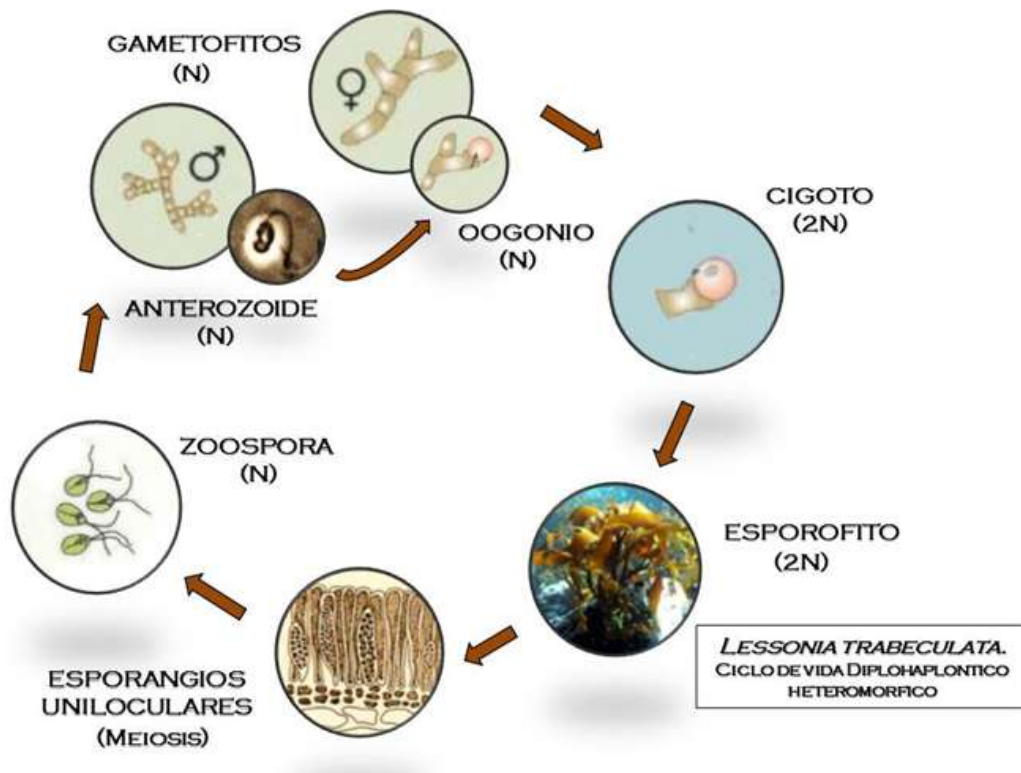 GAMETOFITOS
(N)
♂
♀
ANTEROZOIDE
(N)
OOGONIO
(N)
CIGOTO
(2N)
ZOOSPORA
(N)
ESPOROFITO
(2N)
ESPORANGIOS
UNILOCULARES
(MEIOSIS)
LESSONIA TRABECULATA.
CICLO DE VIDA DIPLOHAPLONTICO
HETEROMORFICO